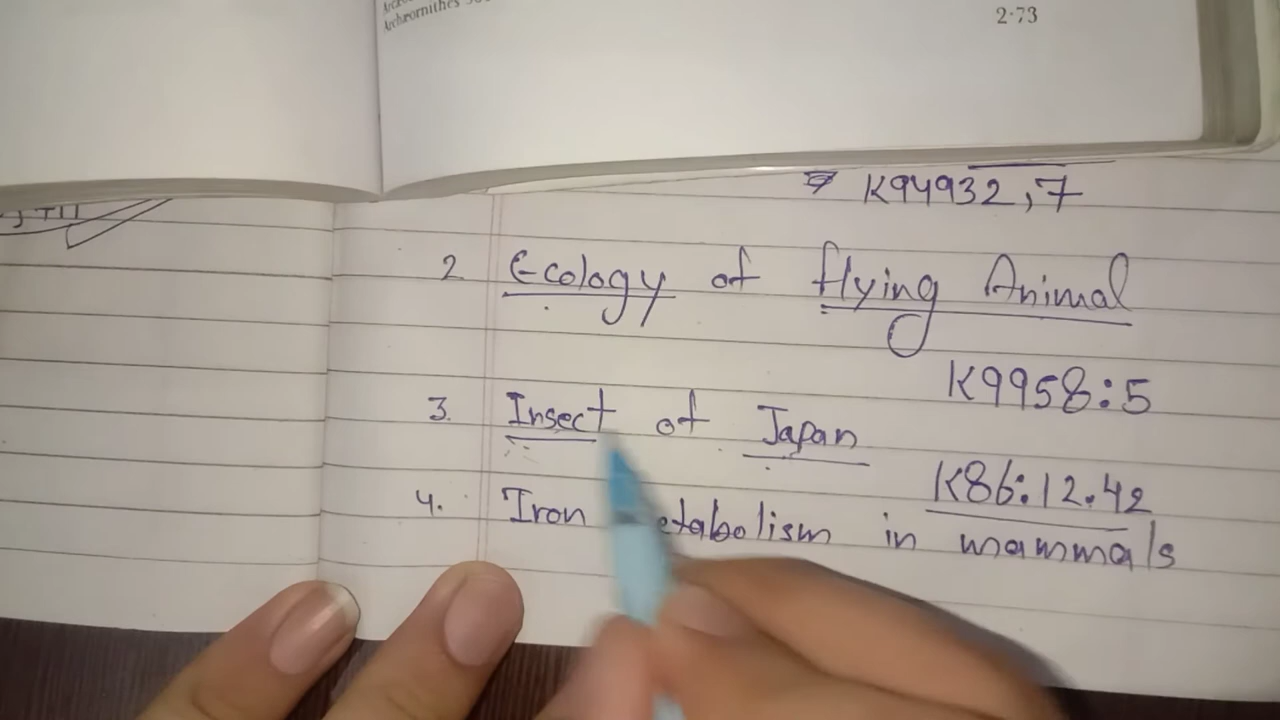 Archæornithes
2·73
K94932,7
2 Ecology of flying Animal
K9958:5
3. Insect of Japan
K86:12.42
4. Iron etabolism in mammals